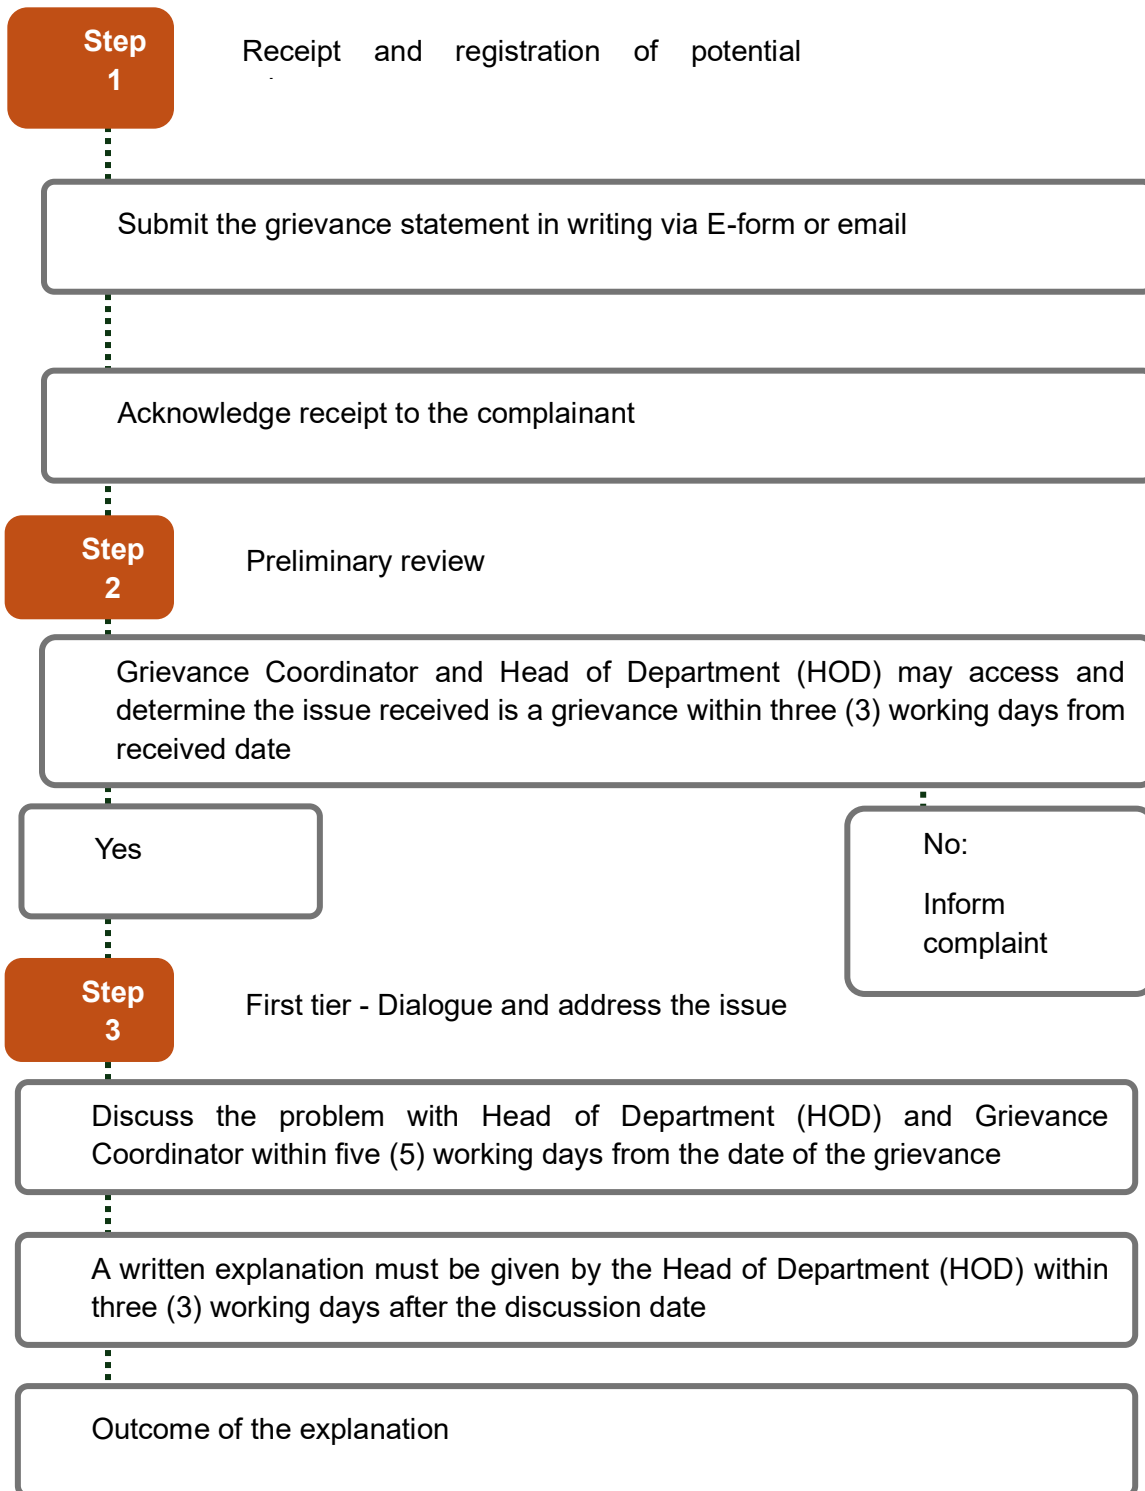 Step
1
Receipt and registration of potential
Submit the grievance statement in writing via E-form or email
Acknowledge receipt to the complainant
Step
2
Preliminary review
Grievance Coordinator and Head of Department (HOD) may access and
determine the issue received is a grievance within three (3) working days from
received date
Yes
No:
Inform
complaint
Step
3
First tier - Dialogue and address the issue
Discuss the problem with Head of Department (HOD) and Grievance
Coordinator within five (5) working days from the date of the grievance
A written explanation must be given by the Head of Department (HOD) within
three (3) working days after the discussion date
Outcome of the explanation